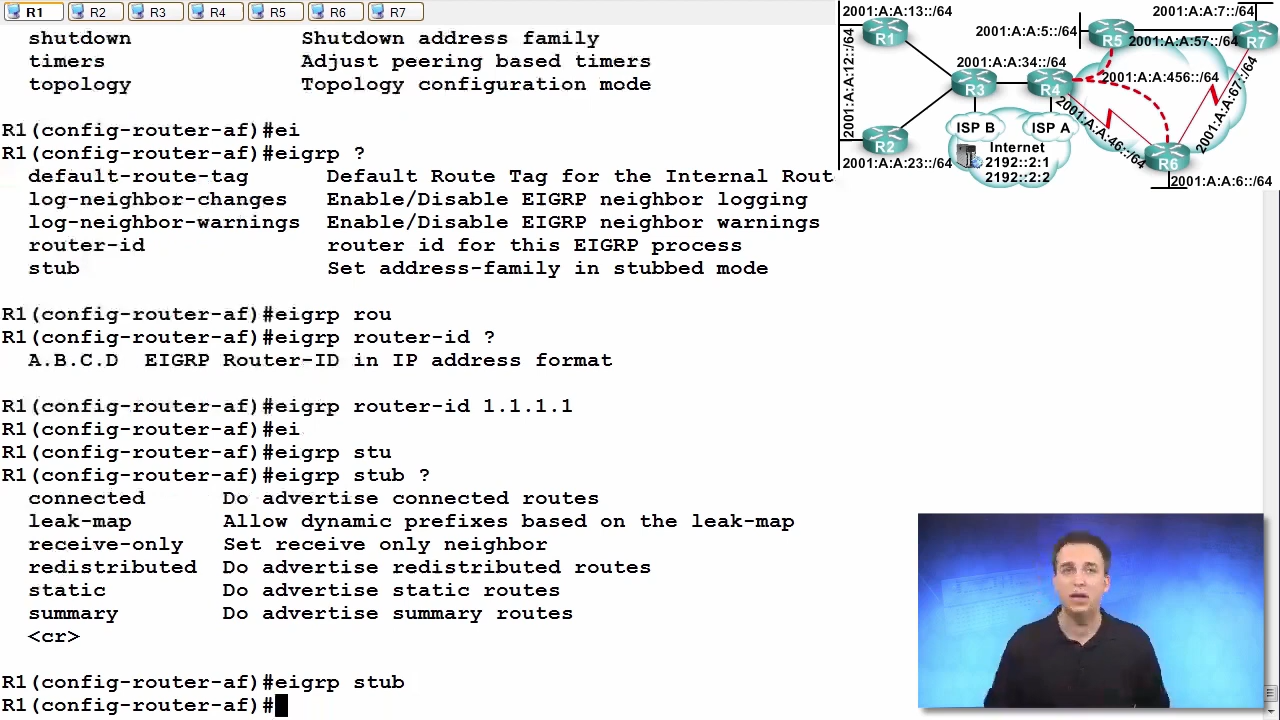 R1 R2 R3 R4 R5 R6 R7
shutdown Shutdown address family
timers Adjust peering based timers
topology Topology configuration mode
R1(config-router-af)#ei
R1(config-router-af)#eigrp ?
default-route-tag Default Route Tag for the Internal Rout
log-neighbor-changes Enable/Disable EIGRP neighbor logging
log-neighbor-warnings Enable/Disable EIGRP neighbor warnings
router-id router id for this EIGRP process
stub Set address-family in stubbed mode
R1(config-router-af)#eigrp rou
R1(config-router-af)#eigrp router-id ?
A.B.C.D EIGRP Router-ID in IP address format
R1(config-router-af)#eigrp router-id 1.1.1.1
R1(config-router-af)#ei
R1(config-router-af)#eigrp stu
R1(config-router-af)#eigrp stub ?
connected Do advertise connected routes
leak-map Allow dynamic prefixes based on the leak-map
receive-only Set receive only neighbor
redistributed Do advertise redistributed routes
static Do advertise static routes
summary Do advertise summary routes
<cr>
R1(config-router-af)#eigrp stub
R1(config-router-af)#
2001:A:A:13::/64
2001:A:A:7::/64
R1
2001:A:A:5::/64
R5
2001:A:A:57::/64
R7
2001:A:A:12::/64
2001:A:A:34::/64
R3
R4
2001:A:A:456::/64
2001:A:A:67::/64
2001:A:A:46::/64
ISP B
ISP A
R2
Internet
2192::2:1
2192::2:2
2001:A:A:23::/64
R6
2001:A:A:6::/64